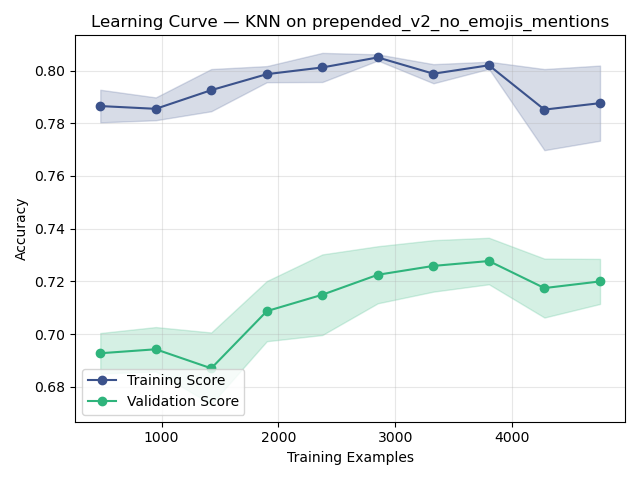 Learning Curve — KNN on prepended_v2_no_emojis_mentions
Accuracy
0.80
0.78
0.76
0.74
0.72
0.70
0.68
Training Score
Validation Score
1000 2000 3000 4000
Training Examples